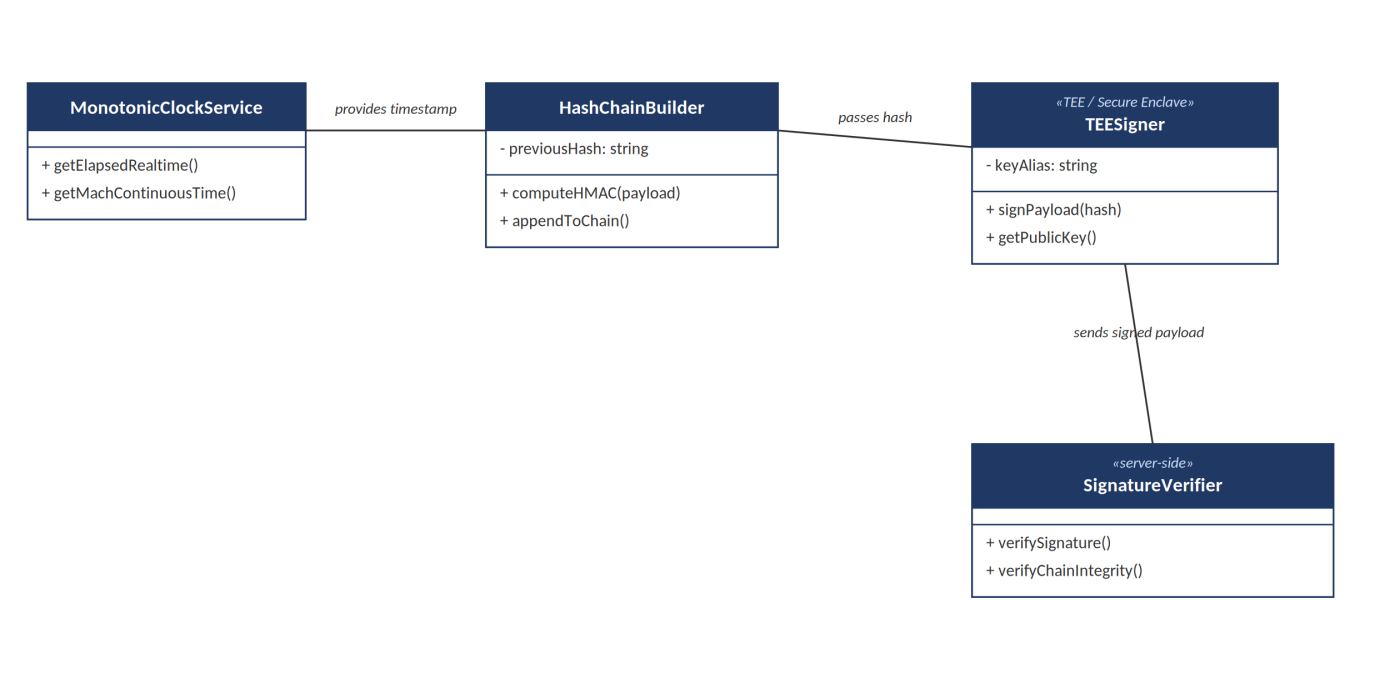 MonotonicClockService
+ getElapsedRealtime()
+ getMachContinuousTime()
provides timestamp
HashChainBuilder
- previousHash: string
+ computeHMAC(payload)
+ appendToChain()
passes hash
«TEE / Secure Enclave»
TEESigner
- keyAlias: string
+ signPayload(hash)
+ getPublicKey()
sends signed payload
«server-side»
SignatureVerifier
+ verifySignature()
+ verifyChainIntegrity()